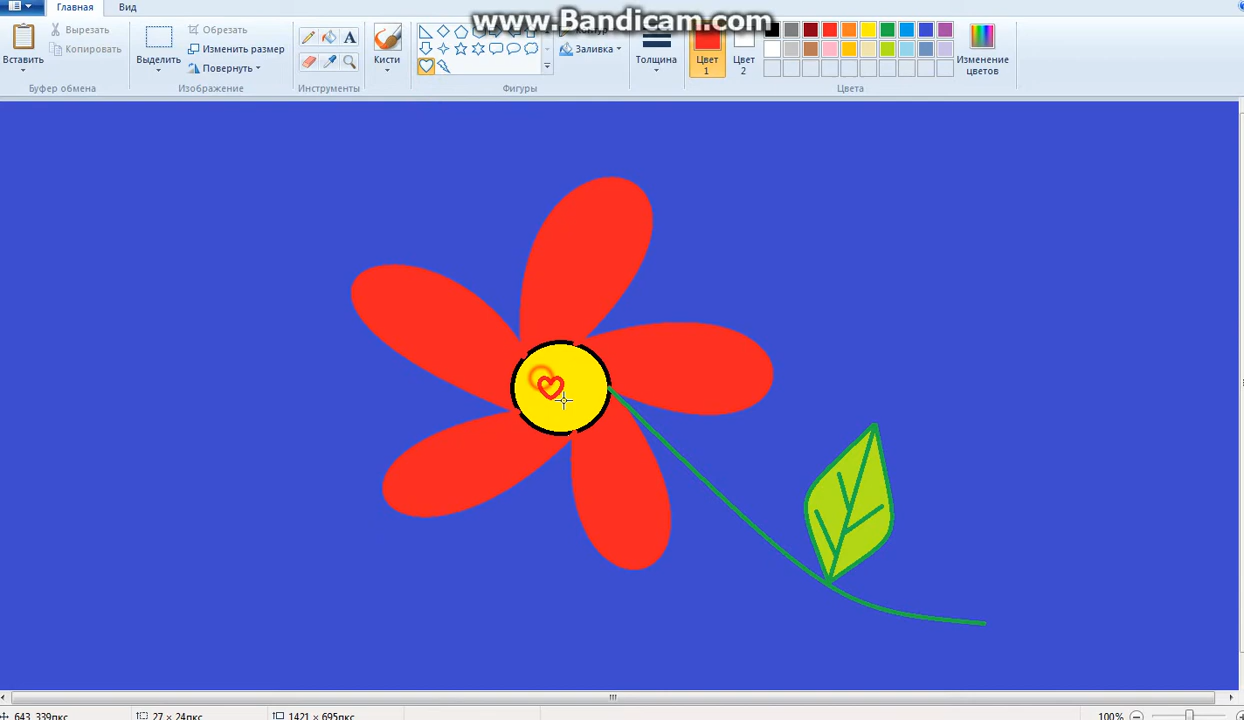 www.Bandicam.com
Главная
Вид
Вставить
Вырезать
Копировать
Буфер обмена
Выделить
Обрезать
Изменить размер
Повернуть
Изображение
A
Инструменты
Кисти
Контур
Заливка
Фигуры
Толщина
Цвет
1
Цвет
2
Изменение
цветов
Цвета
643, 339пкс
27 × 24пкс
1421 × 695пкс
100%